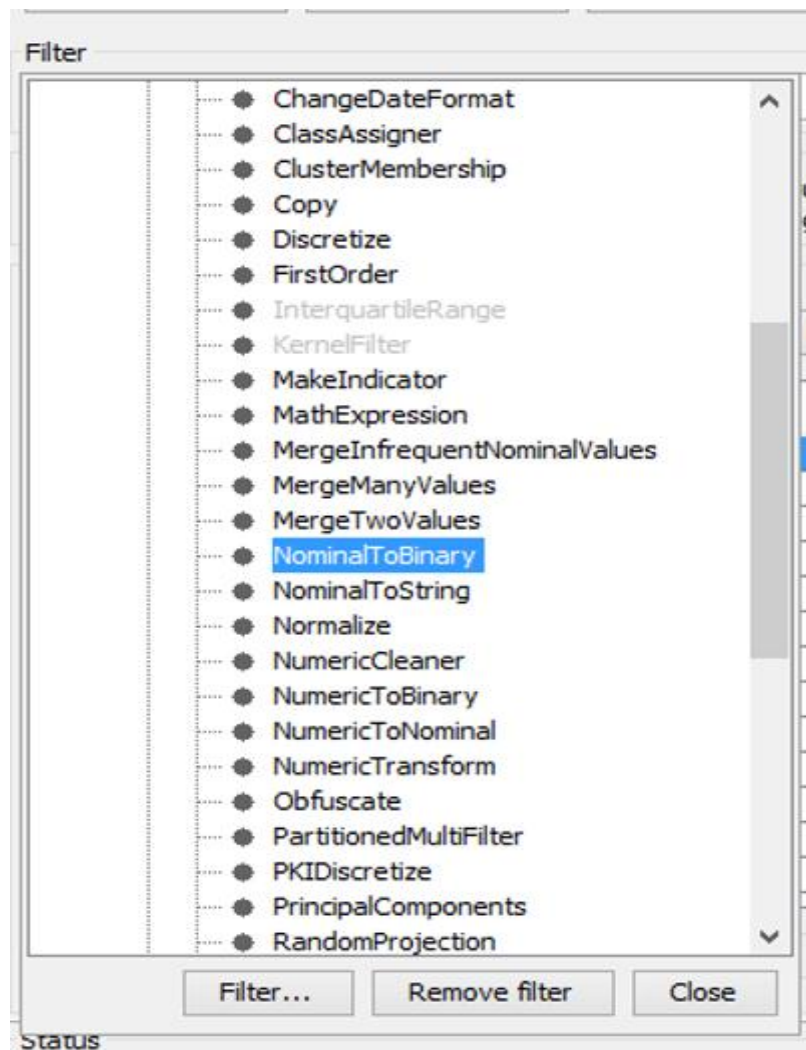 Filter
ChangeDateFormat
ClassAssigner
ClusterMembership
Copy
Discretize
FirstOrder
InterquartileRange
KernelFilter
MakeIndicator
MathExpression
MergeInfrequentNominalValues
MergeManyValues
MergeTwoValues
NominalToBinary
NominalToString
Normalize
NumericCleaner
NumericToBinary
NumericToNominal
NumericTransform
Obfuscate
PartitionedMultiFilter
PKIDiscretize
PrincipalComponents
RandomProjection
Filter... Remove filter Close
Status